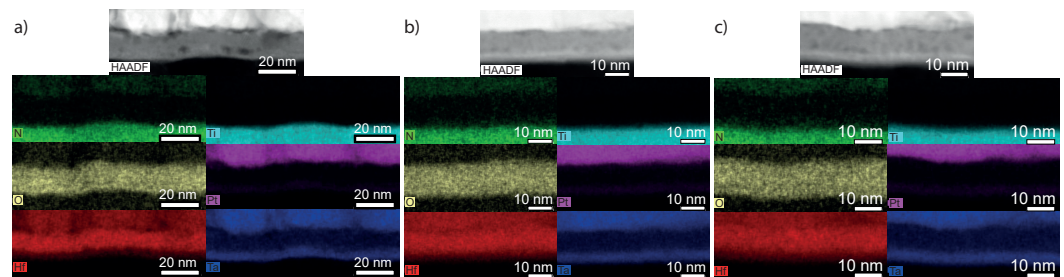 a) b) c)
HAADF 20 nm HAADF 10 nm HAADF 10 nm
N 20 nm Ti 20 nm N 10 nm Ti 10 nm N 10 nm Ti 10 nm
O 20 nm Pt 20 nm O 10 nm Pt 10 nm O 10 nm Pt 10 nm
Hf 20 nm Ta 20 nm Hf 10 nm Ta 10 nm Hf 10 nm Ta 10 nm